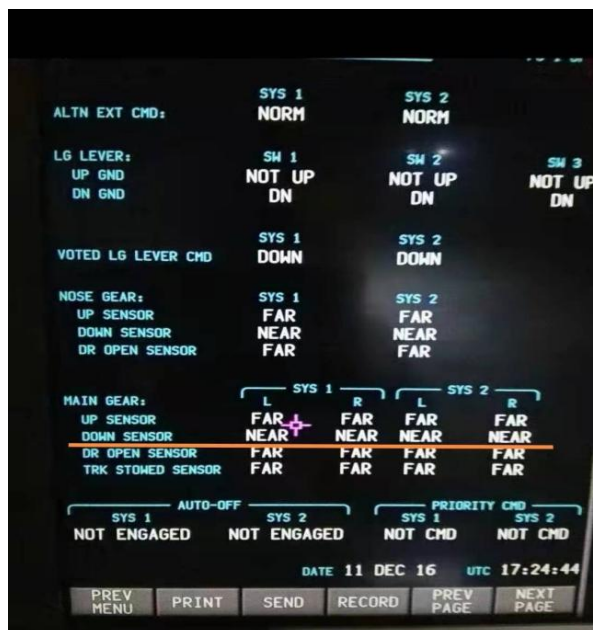 SYS 1 SYS 2
ALTN EXT CMD: NORM NORM
LG LEVER: SW 1 SW 2 SW 3
UP GND NOT UP NOT UP NOT UP
DN GND DN DN DN
SYS 1 SYS 2
VOTED LG LEVER CMD DOWN DOWN
NOSE GEAR: SYS 1 SYS 2
UP SENSOR FAR FAR
DOWN SENSOR NEAR NEAR
DR OPEN SENSOR FAR FAR
SYS 1 SYS 2
MAIN GEAR: L R L R
UP SENSOR FAR FAR FAR FAR
DOWN SENSOR NEAR NEAR NEAR NEAR
DR OPEN SENSOR FAR FAR FAR FAR
TRK STOWED SENSOR FAR FAR FAR FAR
AUTO-OFF PRIORITY CMD
SYS 1 SYS 2 SYS 1 SYS 2
NOT ENGAGED NOT ENGAGED NOT CMD NOT CMD
DATE 11 DEC 16 UTC 17:24:44
PREV MENU PRINT SEND RECORD PREV PAGE NEXT PAGE